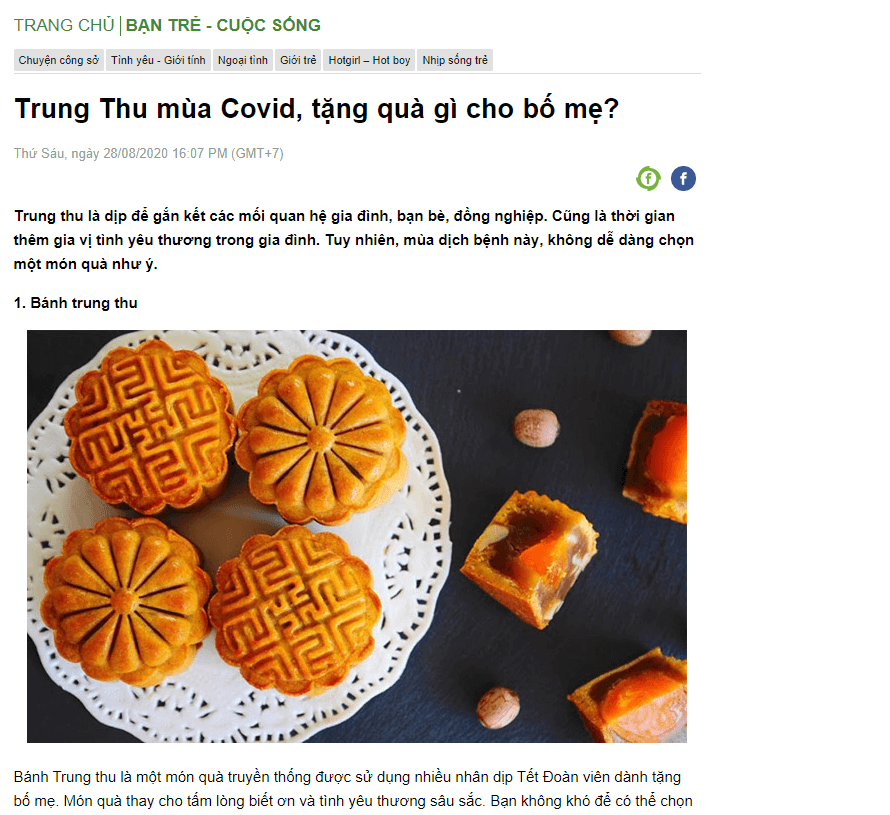 TRANG CHỦ | BẠN TRẺ - CUỘC SỐNG
Chuyện công sở Tình yêu - Giới tính Ngoại tình Giới trẻ Hotgirl – Hot boy Nhịp sống trẻ
Trung Thu mùa Covid, tặng quà gì cho bố mẹ?
Thứ Sáu, ngày 28/08/2020 16:07 PM (GMT+7)
Trung thu là dịp để gắn kết các mối quan hệ gia đình, bạn bè, đồng nghiệp. Cũng là thời gian
thêm gia vị tình yêu thương trong gia đình. Tuy nhiên, mùa dịch bệnh này, không dễ dàng chọn
một món quà như ý.
1. Bánh trung thu
Bánh Trung thu là một món quà truyền thống được sử dụng nhiều nhân dịp Tết Đoàn viên dành tặng
bố mẹ. Món quà thay cho tấm lòng biết ơn và tình yêu thương sâu sắc. Bạn không khó để có thể chọn